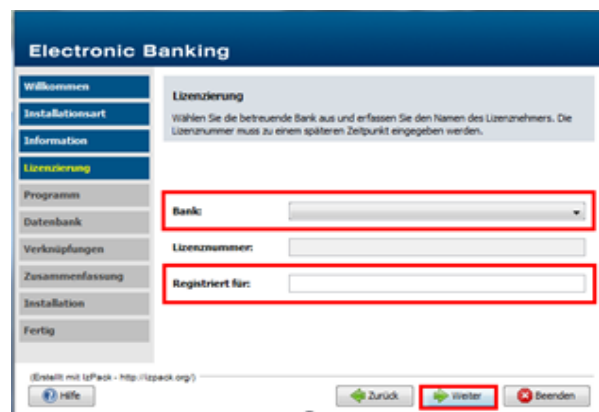 Electronic Banking
Willkommen
Installationsart
Information
Lizenzierung
Programm
Datenbank
Verknüpfungen
Zusammenfassung
Installation
Fertig
Lizenzierung
Wählen Sie die betreuende Bank aus und erfassen Sie den Namen des Lizenznehmers. Die
Lizenznummer muss zu einem späteren Zeitpunkt eingegeben werden.
Bank:
Lizenznummer:
Registriert für:
(Erstellt mit IzPack - http://izpack.org/)
Hilfe
Zurück
Weiter
Beenden